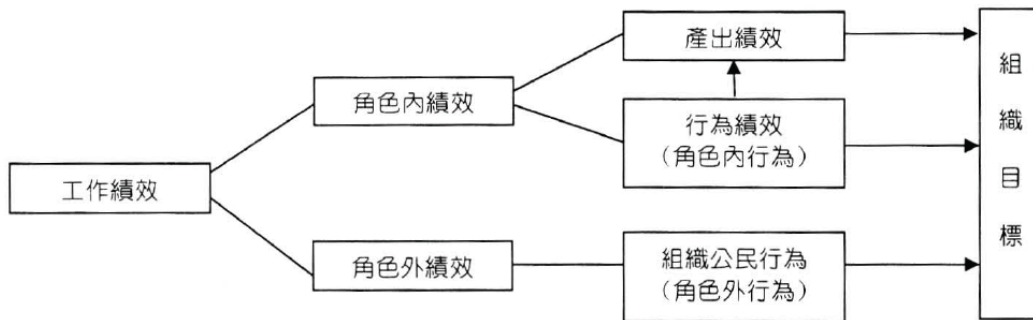 產出績效
角色內績效
行為績效
（角色內行為）
工作績效
角色外績效
組織公民行為
（角色外行為）
組織目標